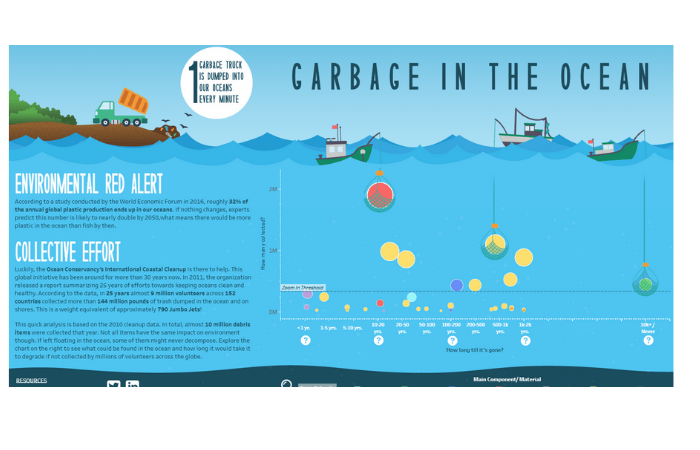 1 GARBAGE TRUCK
IS DUMPED INTO
OUR OCEANS
EVERY MINUTE
GARBAGE IN THE OCEAN
ENVIRONMENTAL RED ALERT
According to a study conducted by the World Economic Forum in 2016, roughly 32% of
the annual global plastic production ends up in our oceans. If nothing changes, experts
predict this number is likely to nearly double by 2050, what means there would be more
plastic in the ocean than fish by then.
COLLECTIVE EFFORT
Luckily, the Ocean Conservancy's International Coastal Cleanup is there to help. This
global initiative has been around for more than 30 years now. In 2011, the organization
released a report summarizing 25 years of efforts towards keeping oceans clean and
healthy. According to the data, in 25 years almost 9 million volunteers across 152
countries collected more than 144 million pounds of trash dumped in the ocean and on
shores. This is a weight equivalent of approximately 790 Jumbo Jets!
This quick analysis is based on the 2010 cleanup data. In total, almost 10 million debris
items were collected that year. Not all items have the same impact on environment
though. If left floating in the ocean, some of them might never decompose. Explore the
chart on the right to see what could be found in the ocean and how long it would take it
to degrade if not collected by millions of volunteers across the globe.
How many collected?
2M
1M
0M
Zoom In Threshold
<1 yr.
1-5 yrs.
5-10 yrs.
10-20 yrs.
20-50 yrs.
50-100 yrs.
100-200 yrs.
200-500 yrs.
500-1k yrs.
1k-2k yrs.
Never
? ? ? ? ?
How long till it's gone?
RESOURCES
Main Component/ Material